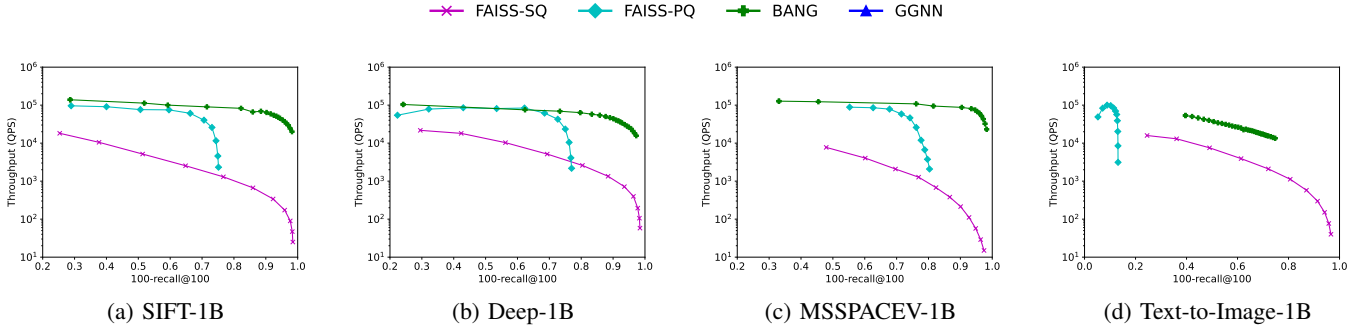 FAISS-SQ FAISS-PQ BANG GGNN
Throughput (QPS)
10^6
10^5
10^4
10^3
10^2
10^1
0.2 0.3 0.4 0.5 0.6 0.7 0.8 0.9 1.0
100-recall@100
(a) SIFT-1B
Throughput (QPS)
10^6
10^5
10^4
10^3
10^2
10^1
0.2 0.3 0.4 0.5 0.6 0.7 0.8 0.9 1.0
100-recall@100
(b) Deep-1B
Throughput (QPS)
10^6
10^5
10^4
10^3
10^2
10^1
0.2 0.3 0.4 0.5 0.6 0.7 0.8 0.9 1.0
100-recall@100
(c) MSSPACEV-1B
Throughput (QPS)
10^6
10^5
10^4
10^3
10^2
10^1
0.0 0.2 0.4 0.6 0.8 1.0
100-recall@100
(d) Text-to-Image-1B